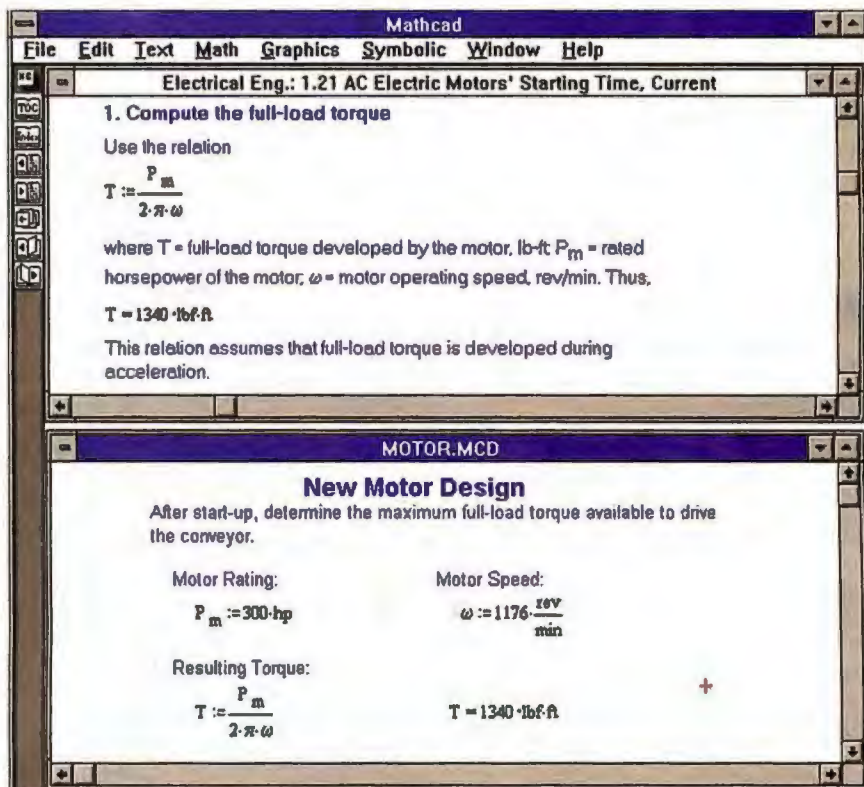 Mathcad
File Edit Text Math Graphics Symbolic Window Help
Electrical Eng.: 1.21 AC Electric Motors' Starting Time, Current
TOC
Index
1. Compute the full-load torque
Use the relation
T := P m / 2·π·ω
where T = full-load torque developed by the motor, lb-ft; Pm = rated
horsepower of the motor; ω = motor operating speed, rev/min. Thus,
T = 1340 •lbf·ft
This relation assumes that full-load torque is developed during
acceleration.
MOTOR.MCD
New Motor Design
After start-up, determine the maximum full-load torque available to drive
the conveyor.
Motor Rating: Motor Speed:
P m := 300·hp ω := 1176· rev / min
Resulting Torque:
T := P m / 2·π·ω T = 1340 •lbf·ft